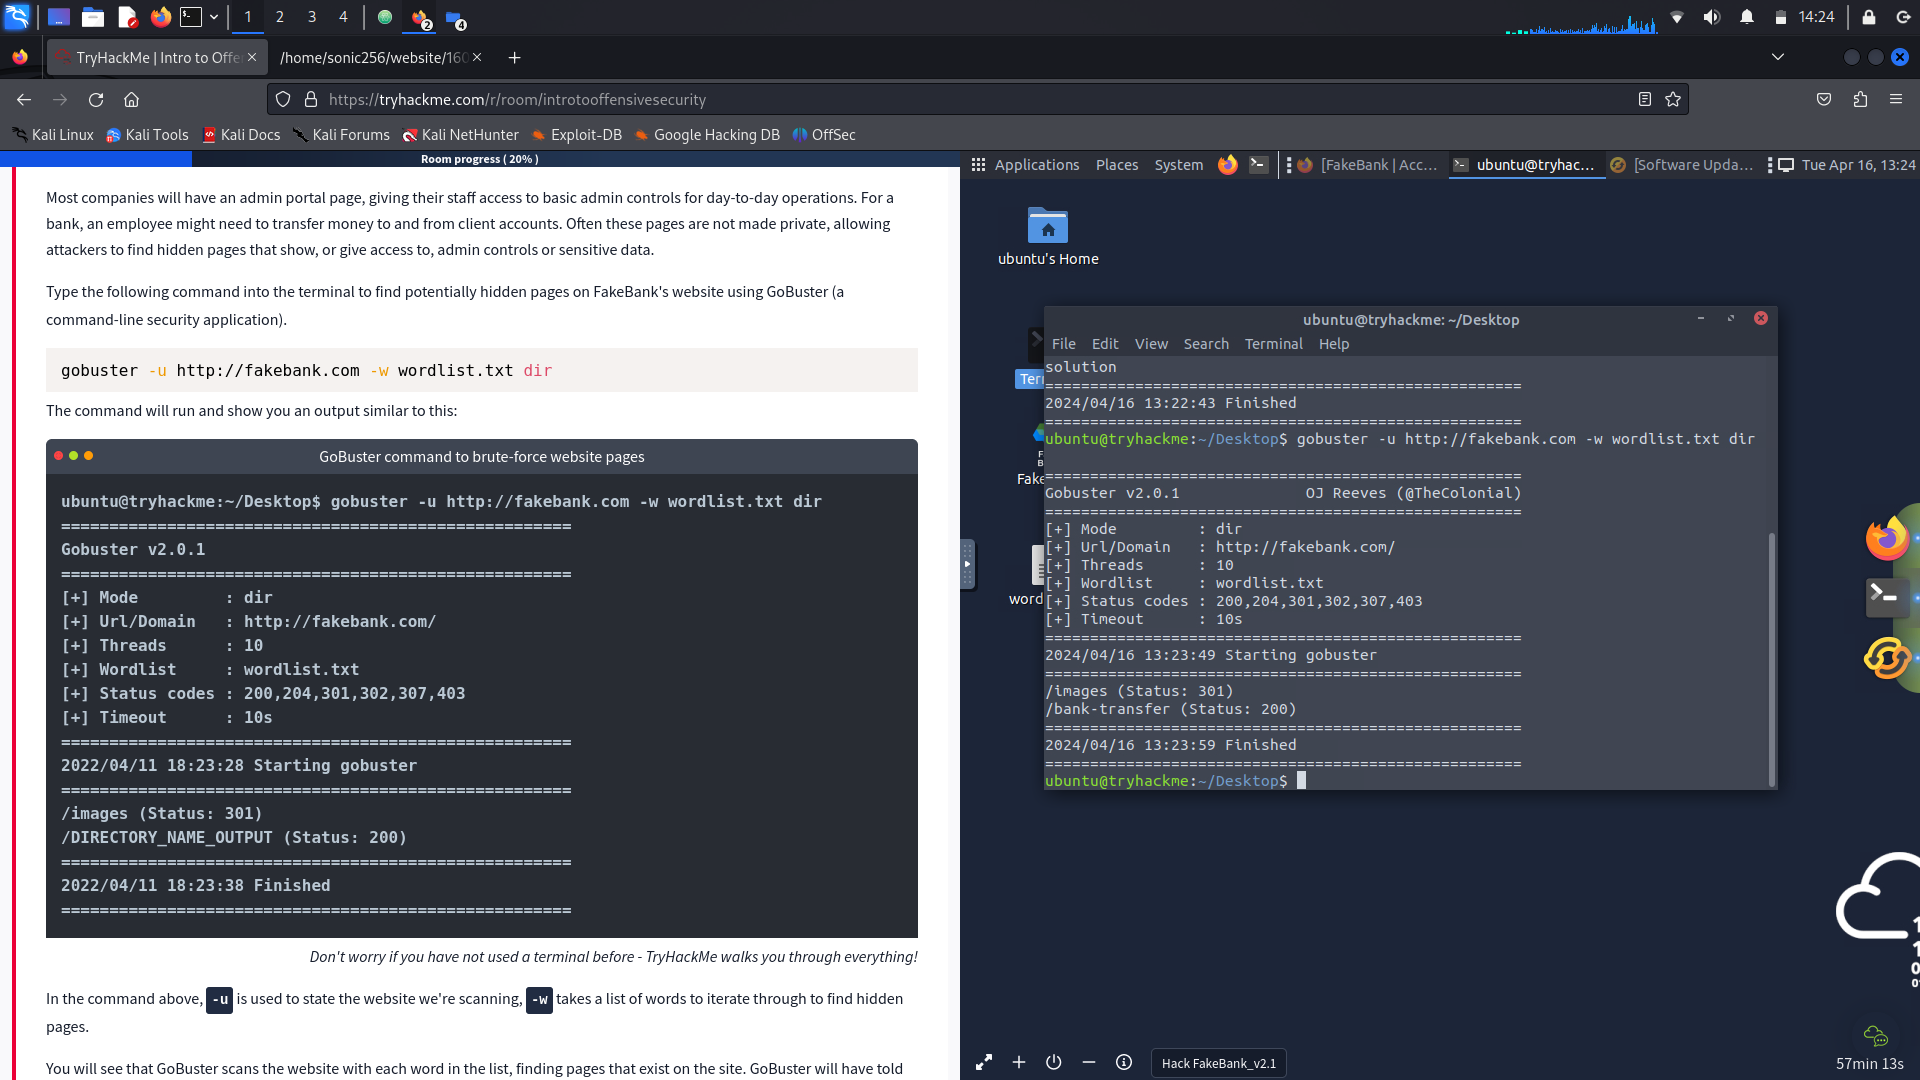 1 2 3 4 2 4 14:24
TryHackMe | Intro to Offe
/home/sonic256/website/160
https://tryhackme.com/r/room/introtooffensivesecurity
Kali Linux Kali Tools Kali Docs Kali Forums Kali NetHunter Exploit-DB Google Hacking DB OffSec
Room progress ( 20% )
Most companies will have an admin portal page, giving their staff access to basic admin controls for day-to-day operations. For a
bank, an employee might need to transfer money to and from client accounts. Often these pages are not made private, allowing
attackers to find hidden pages that show, or give access to, admin controls or sensitive data.
Type the following command into the terminal to find potentially hidden pages on FakeBank's website using GoBuster (a
command-line security application).
gobuster -u http://fakebank.com -w wordlist.txt dir
The command will run and show you an output similar to this:
GoBuster command to brute-force website pages
ubuntu@tryhackme:~/Desktop$ gobuster -u http://fakebank.com -w wordlist.txt dir
=====================================================
Gobuster v2.0.1
=====================================================
[+] Mode         : dir
[+] Url/Domain   : http://fakebank.com/
[+] Threads      : 10
[+] Wordlist     : wordlist.txt
[+] Status codes : 200,204,301,302,307,403
[+] Timeout      : 10s
=====================================================
2022/04/11 18:23:28 Starting gobuster
=====================================================
/images (Status: 301)
/DIRECTORY_NAME_OUTPUT (Status: 200)
=====================================================
2022/04/11 18:23:38 Finished
=====================================================
Don't worry if you have not used a terminal before - TryHackMe walks you through everything!
In the command above, -u is used to state the website we're scanning, -w takes a list of words to iterate through to find hidden
pages.
You will see that GoBuster scans the website with each word in the list, finding pages that exist on the site. GoBuster will have told
Applications Places System [FakeBank | Acc... ubuntu@tryhac... [Software Upda... Tue Apr 16, 13:24
ubuntu's Home
Ter
Fake
word
ubuntu@tryhackme: ~/Desktop
File Edit View Search Terminal Help
solution
=====================================================
2024/04/16 13:22:43 Finished
=====================================================
ubuntu@tryhackme:~/Desktop$ gobuster -u http://fakebank.com -w wordlist.txt dir
=====================================================
Gobuster v2.0.1              OJ Reeves (@TheColonial)
=====================================================
[+] Mode         : dir
[+] Url/Domain   : http://fakebank.com/
[+] Threads      : 10
[+] Wordlist     : wordlist.txt
[+] Status codes : 200,204,301,302,307,403
[+] Timeout      : 10s
=====================================================
2024/04/16 13:23:49 Starting gobuster
=====================================================
/images (Status: 301)
/bank-transfer (Status: 200)
=====================================================
2024/04/16 13:23:59 Finished
=====================================================
ubuntu@tryhackme:~/Desktop$
Hack FakeBank_v2.1
57min 13s